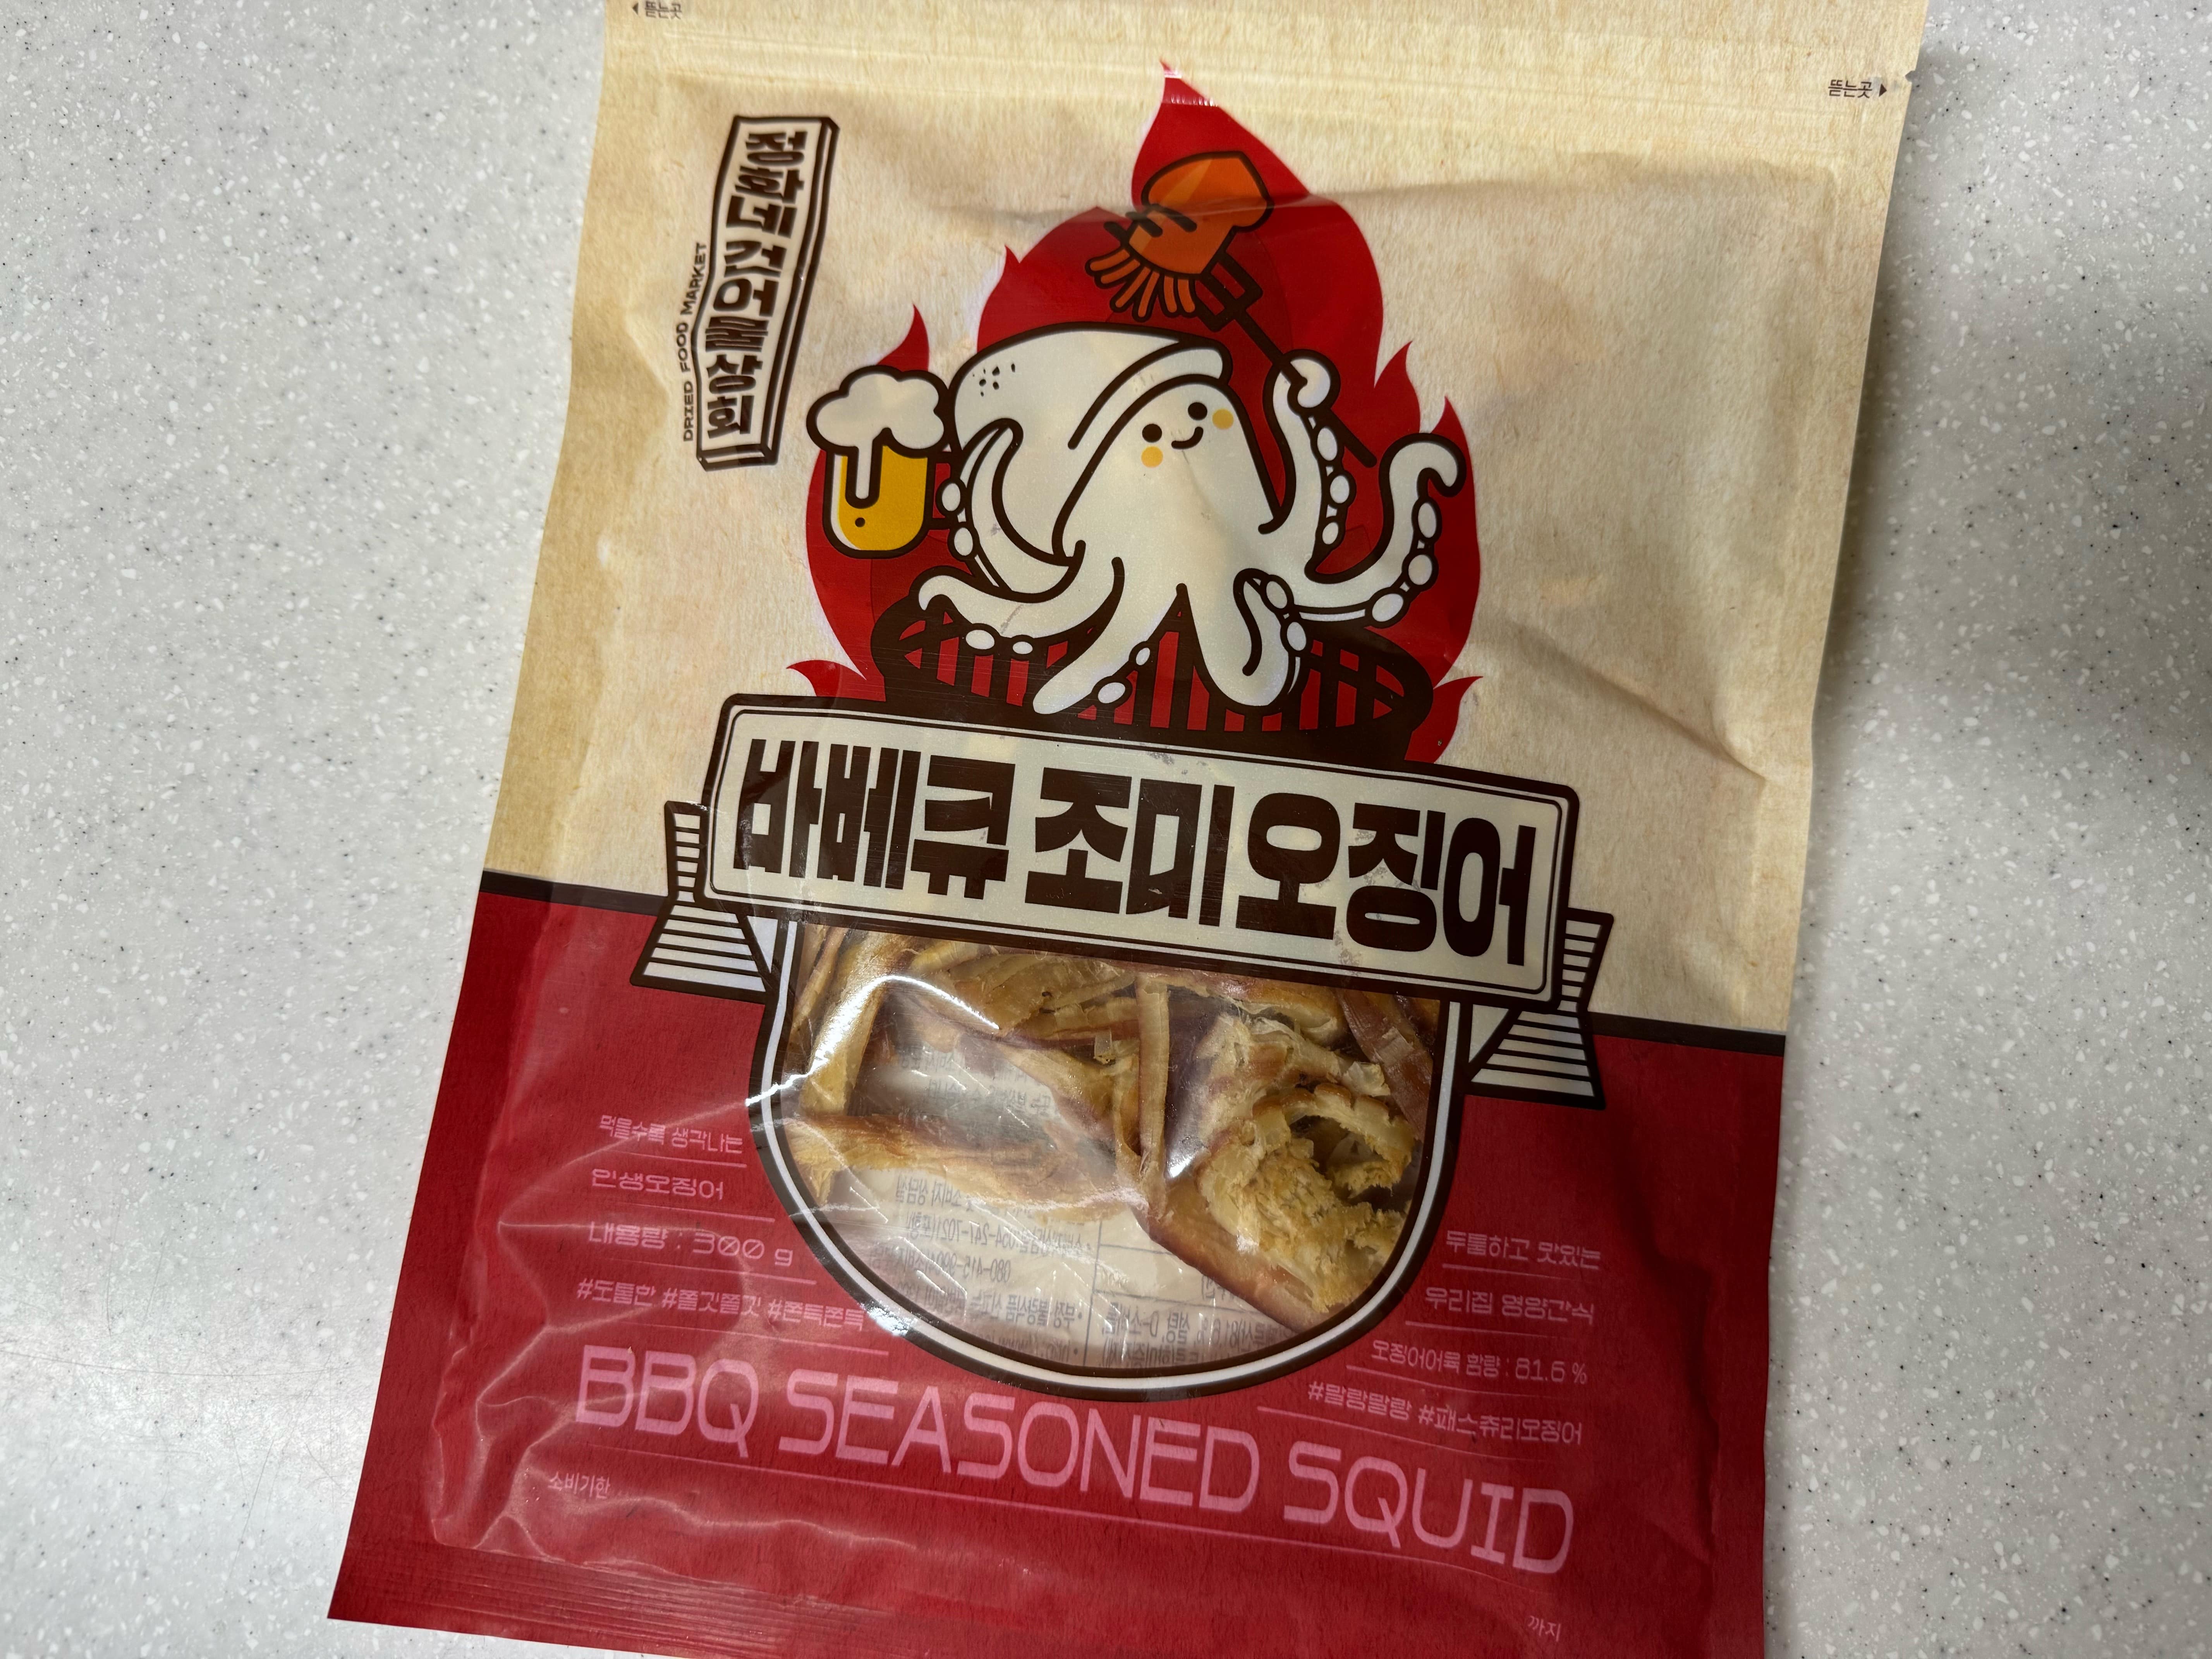 뜯는곳
뜯는곳
정화네건어물상회
DRIED FOOD MARKET
바베큐 조미오징어
먹을수록 생각나는
인생오징어
내용량 : 300 g
#도톰한 #쫄깃쫄깃 #쫀득쫀득
두툼하고 맛있는
우리집 영양간식
오징어어육 함량 : 81.6 %
#말랑말랑 #패스츄리오징어
BBQ SEASONED SQUID
소비기한
까지